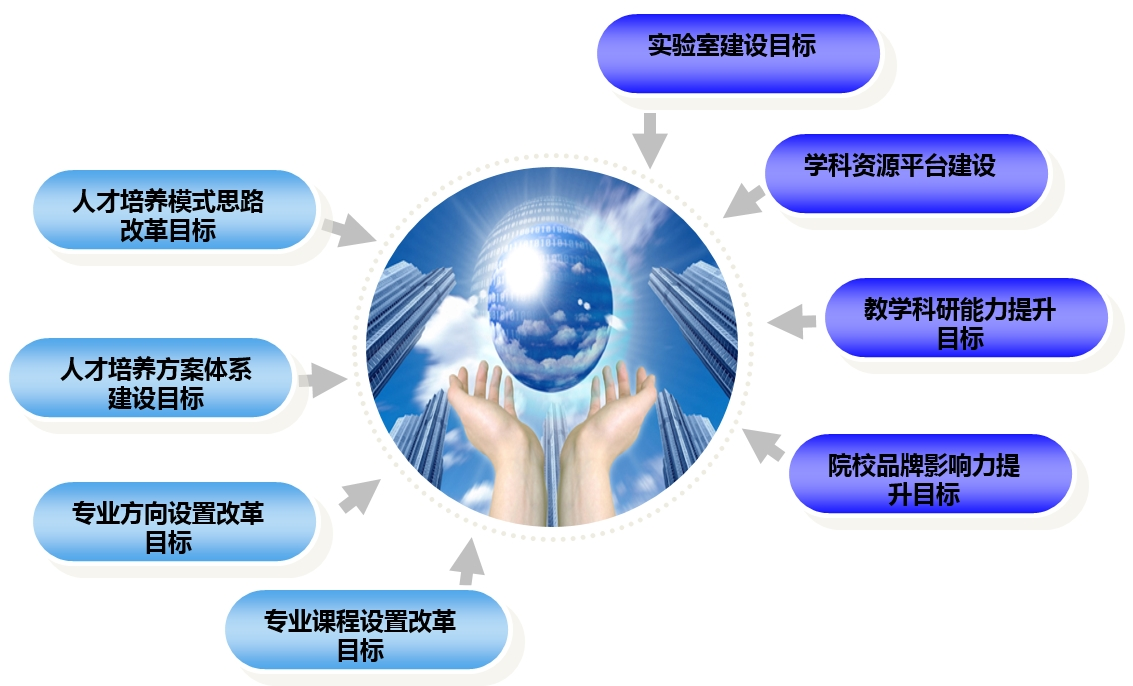 实验室建设目标
学科资源平台建设
人才培养模式思路
改革目标
教学科研能力提升
目标
人才培养方案体系
建设目标
院校品牌影响力提
升目标
专业方向设置改革
目标
专业课程设置改革
目标